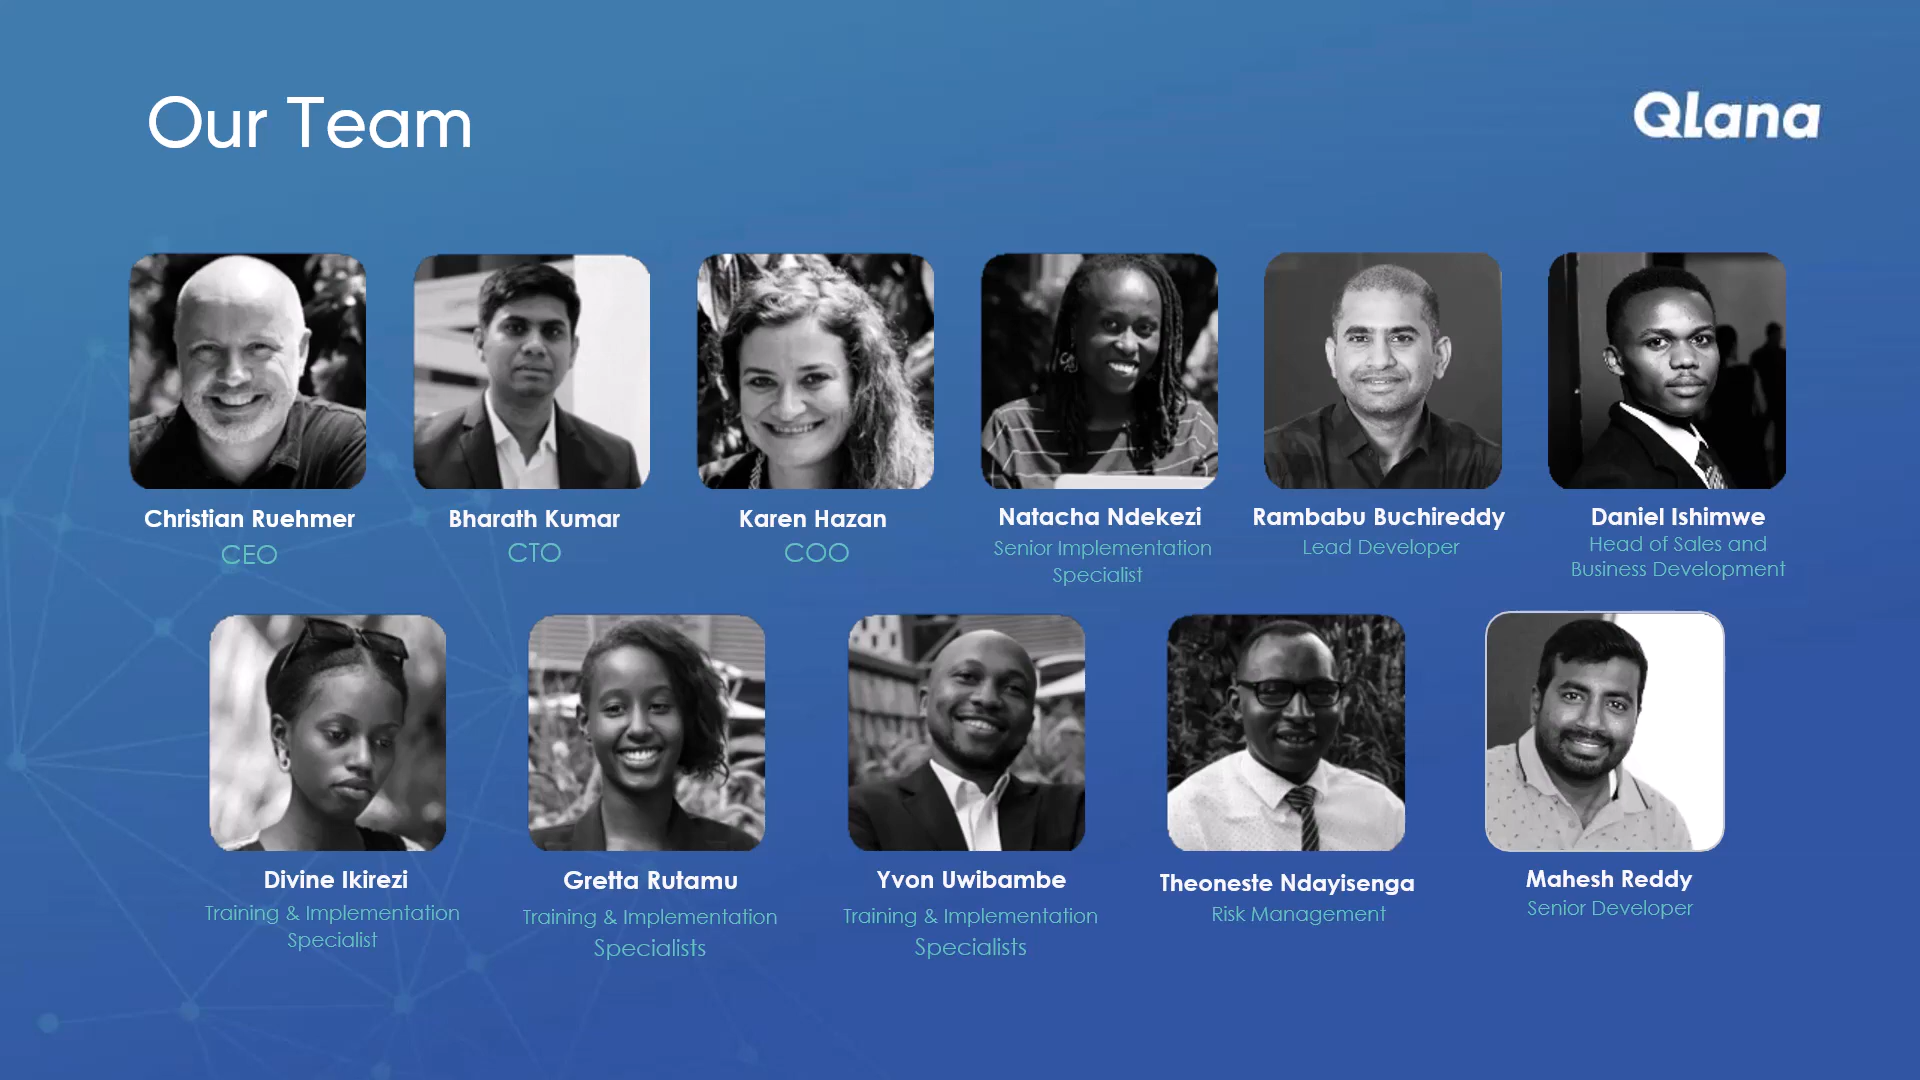 Our Team
Qlana
Christian Ruehmer
CEO
Bharath Kumar
CTO
Karen Hazan
COO
Natacha Ndekezi
Senior Implementation
Specialist
Rambabu Buchireddy
Lead Developer
Daniel Ishimwe
Head of Sales and
Business Development
Divine Ikirezi
Training & Implementation
Specialist
Gretta Rutamu
Training & Implementation
Specialists
Yvon Uwibambe
Training & Implementation
Specialists
Theoneste Ndayisenga
Risk Management
Mahesh Reddy
Senior Developer